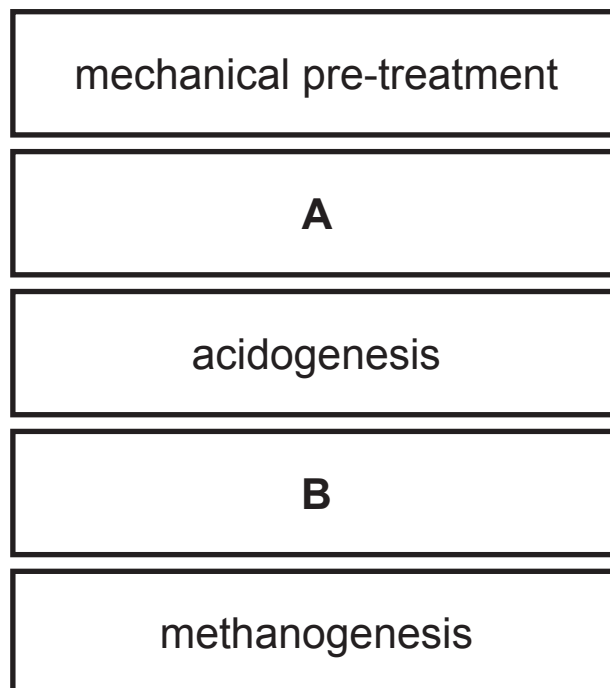 mechanical pre-treatment
A
acidogenesis
B
methanogenesis